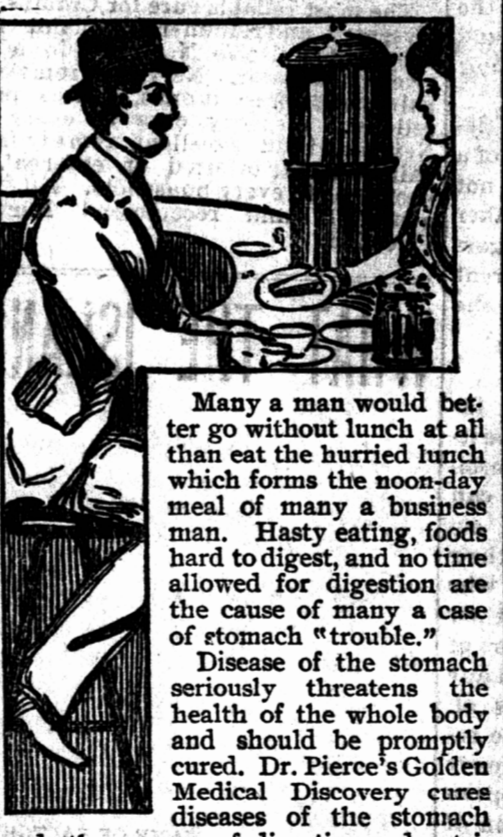 Many a man would bet-
ter go without lunch at all
than eat the hurried lunch
which forms the noon-day
meal of many a business
man. Hasty eating, foods
hard to digest, and no time
allowed for digestion are
the cause of many a case
of stomach "trouble."
Disease of the stomach
seriously threatens the
health of the whole body
and should be promptly
cured. Dr. Pierce's Golden
Medical Discovery cures
diseases of the stomach